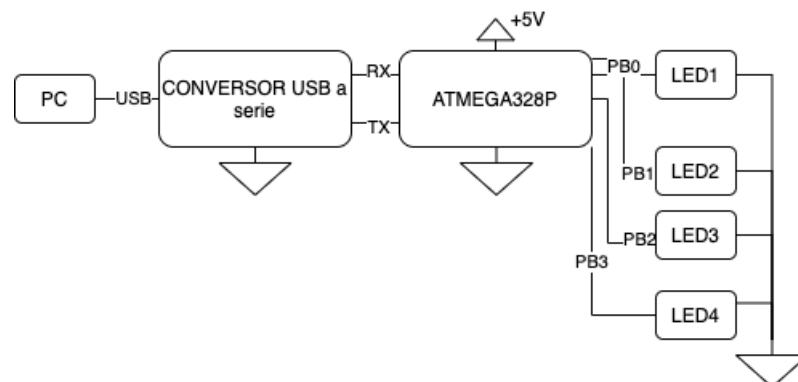 +5V
PC
USB
CONVERSOR USB a
serie
RX
TX
ATMEGA328P
PB0
LED1
PB1
LED2
PB2
LED3
PB3
LED4